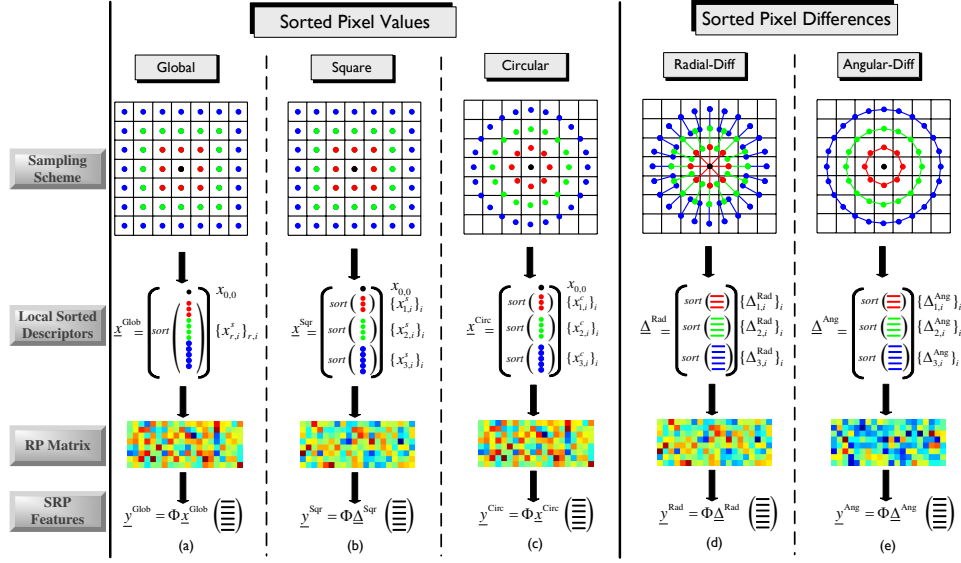 Sorted Pixel Values
Sorted Pixel Differences
Global
Square
Circular
Radial-Diff
Angular-Diff
Sampling
Scheme
Local Sorted
Descriptors
x^Glob = sort x_0,0 {x^s_r,i}_r,i
x^Sqr = x_0,0 sort {x^s_1,i}_i sort {x^s_2,i}_i sort {x^s_3,i}_i
x^Circ = x_0,0 sort {x^c_1,i}_i sort {x^c_2,i}_i sort {x^c_3,i}_i
Δ^Rad = sort {Δ^Rad_1,i}_i sort {Δ^Rad_2,i}_i sort {Δ^Rad_3,i}_i
Δ^Ang = sort {Δ^Ang_1,i}_i sort {Δ^Ang_2,i}_i sort {Δ^Ang_3,i}_i
RP Matrix
SRP
Features
y^Glob = Φx^Glob
y^Sqr = ΦΔ^Sqr
y^Circ = Φx^Circ
y^Rad = ΦΔ^Rad
y^Ang = ΦΔ^Ang
(a)
(b)
(c)
(d)
(e)